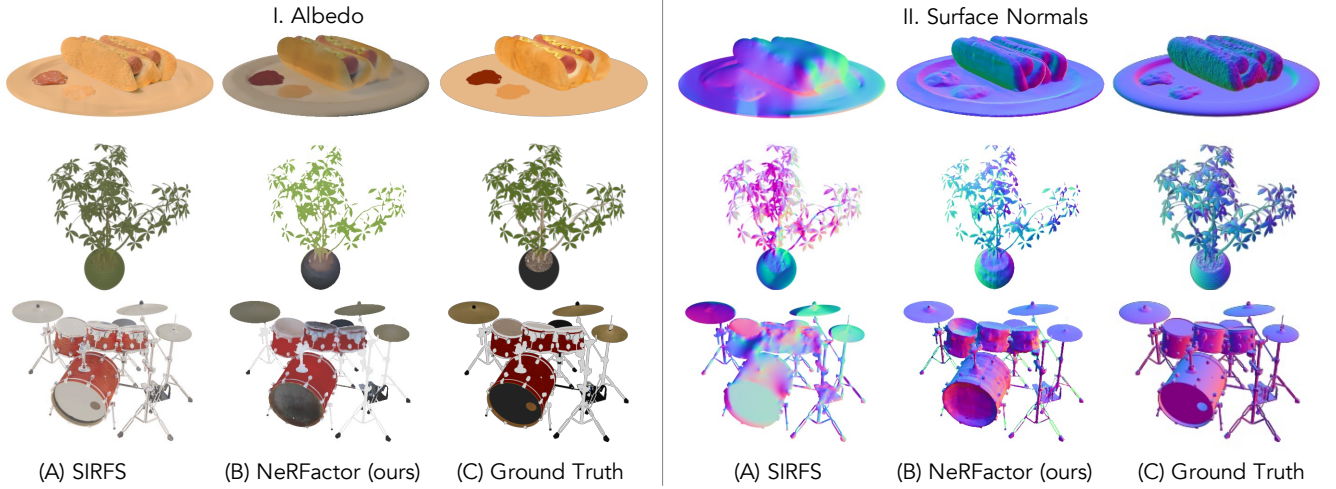 I. Albedo
II. Surface Normals
(A) SIRFS
(B) NeRFactor (ours)
(C) Ground Truth
(A) SIRFS
(B) NeRFactor (ours)
(C) Ground Truth